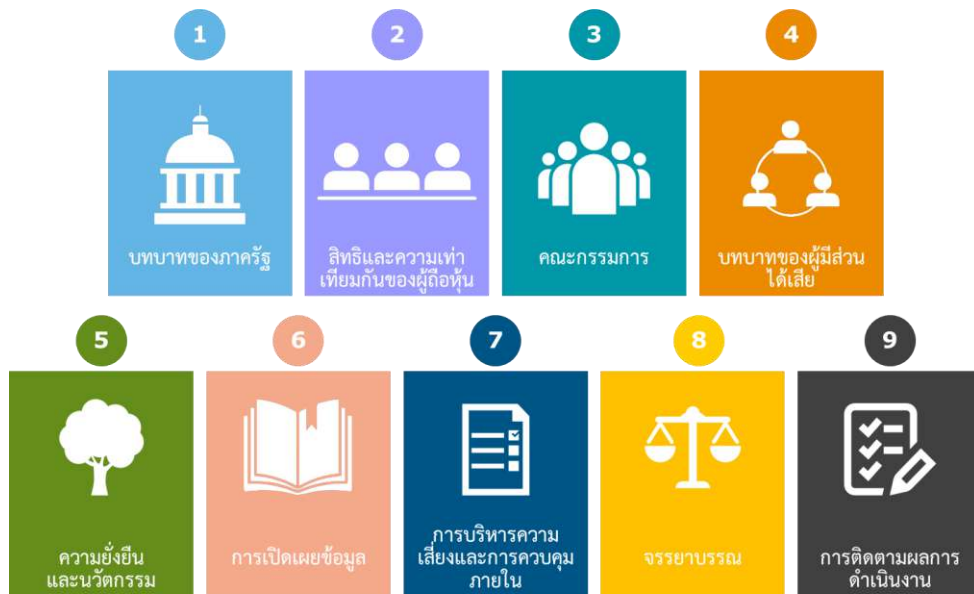 1
2
3
4
บทบาทของภาครัฐ
สิทธิและความเท่า
เทียมกันของผู้ถือหุ้น
คณะกรรมการ
บทบาทของผู้มีส่วน
ได้เสีย
5
6
7
8
9
ความยั่งยืน
และนวัตกรรม
การเปิดเผยข้อมูล
การบริหารความ
เสี่ยงและการควบคุม
ภายใน
จรรยาบรรณ
การติดตามผลการ
ดำเนินงาน